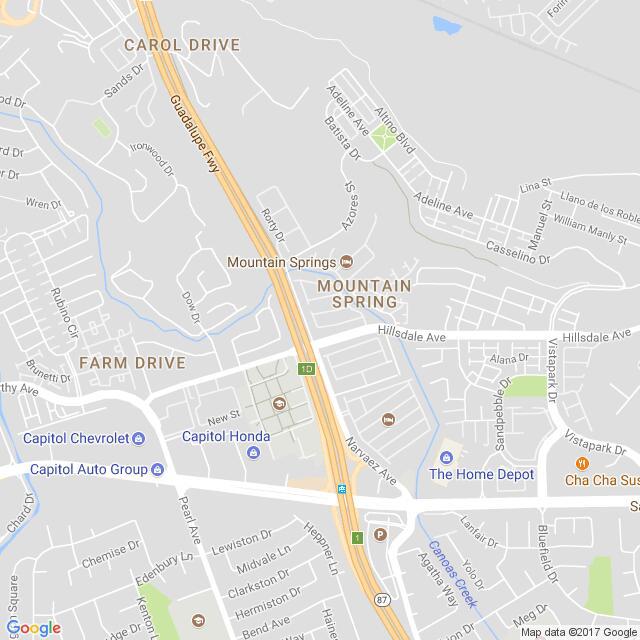 Forin
CAROL DRIVE
Sands Dr
Guadalupe Fwy
Adeline Ave
Altino Blvd
Batista Dr
Ironwood Dr
Wren Dr
Azores St
Lina St
Llano de los Roble
Adeline Ave
Manuel St
William Manly St
Rorty Dr
Casselino Dr
Mountain Springs
MOUNTAIN
SPRING
Rubino Cir
Dow Dr
Hillsdale Ave
Hillsdale Ave
Brunetti Dr
FARM DRIVE
1D
Alana Dr
Vistapark Dr
Sandpebble Dr
New St
Capitol Chevrolet
Capitol Honda
Narvaez Ave
Vistapark Dr
Capitol Auto Group
The Home Depot
Cha Cha Sus
Chard Dr
Pearl Ave
1
P
Heppner Ln
Lewiston Dr
Lanfair Dr
Bluefield Dr
Chemise Dr
Edenbury Ln
Midvale Ln
Canoas Creek
Agatha Way
Yolo Dr
Clarkston Dr
Hermiston Dr
Bend Ave
87
Meg Dr
Google
Map data ©2017 Google